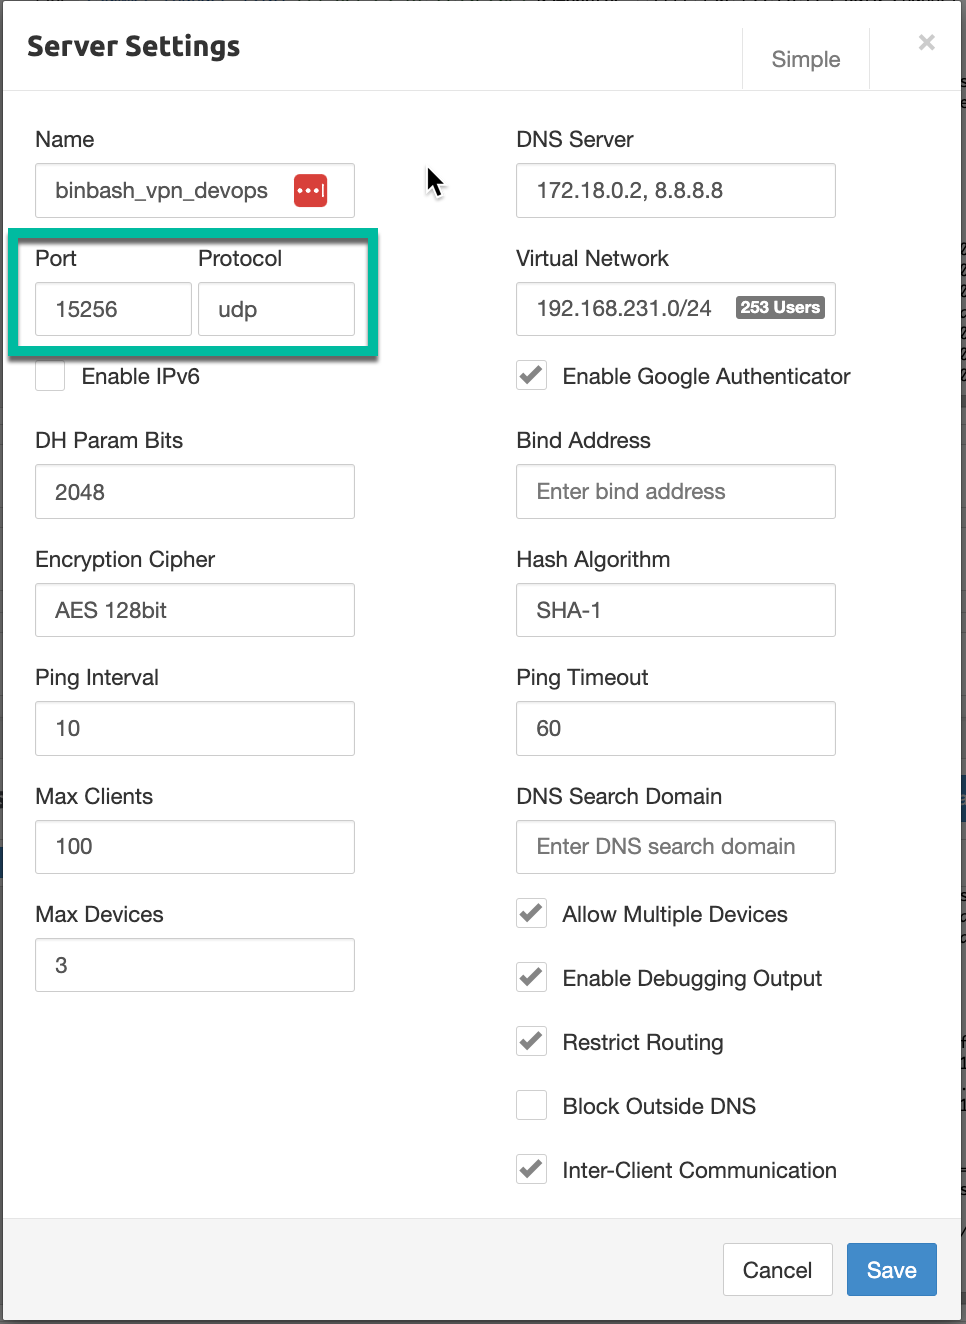 Server Settings
Simple
×
Name
binbash_vpn_devops
DNS Server
172.18.0.2, 8.8.8.8
Port
15256
Protocol
udp
Virtual Network
192.168.231.0/24 253 Users
Enable IPv6
Enable Google Authenticator
DH Param Bits
2048
Bind Address
Enter bind address
Encryption Cipher
AES 128bit
Hash Algorithm
SHA-1
Ping Interval
10
Ping Timeout
60
Max Clients
100
DNS Search Domain
Enter DNS search domain
Max Devices
3
Allow Multiple Devices
Enable Debugging Output
Restrict Routing
Block Outside DNS
Inter-Client Communication
Cancel
Save